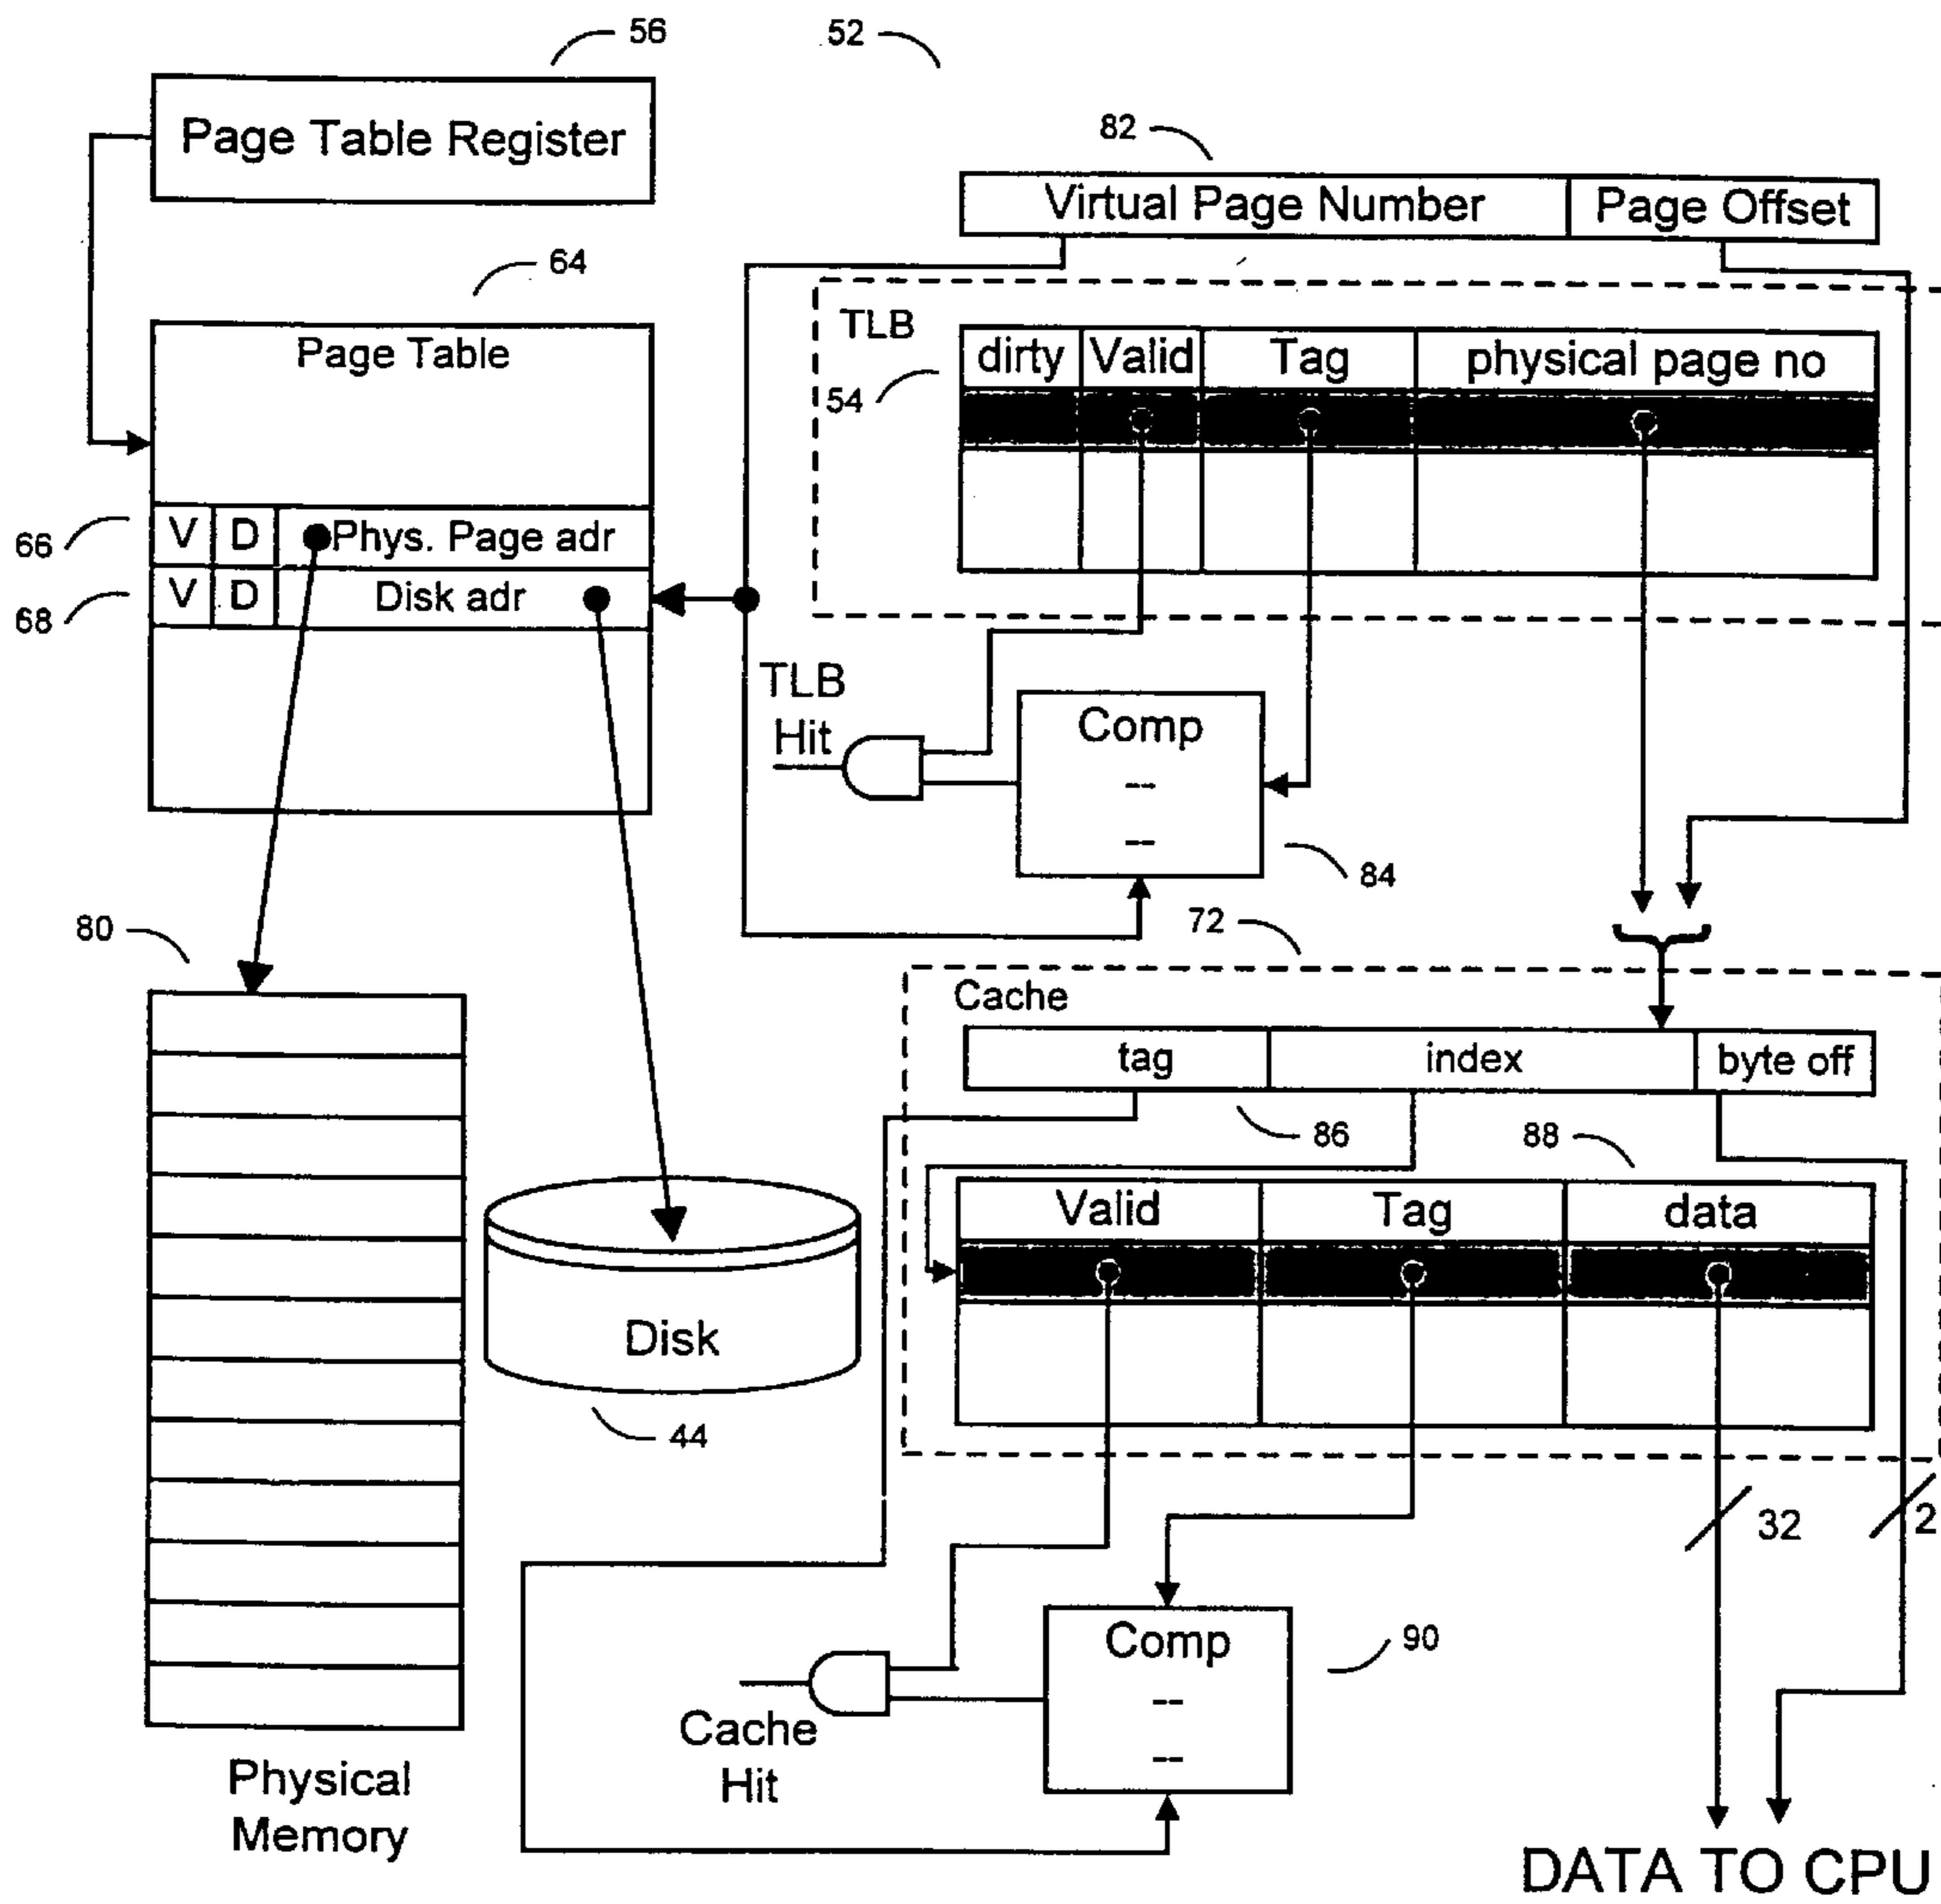 56
52
Page Table Register
82
Virtual Page Number Page Offset
64
TLB
Page Table
dirty Valid Tag physical page no
54
66 V D Phys. Page adr
68 V D Disk adr
TLB
Hit
Comp
--
--
84
80
72
Cache
tag index byte off
86
88
Valid Tag data
Disk
44
32
2
Comp
--
--
90
Cache
Hit
Physical
Memory
DATA TO CPU